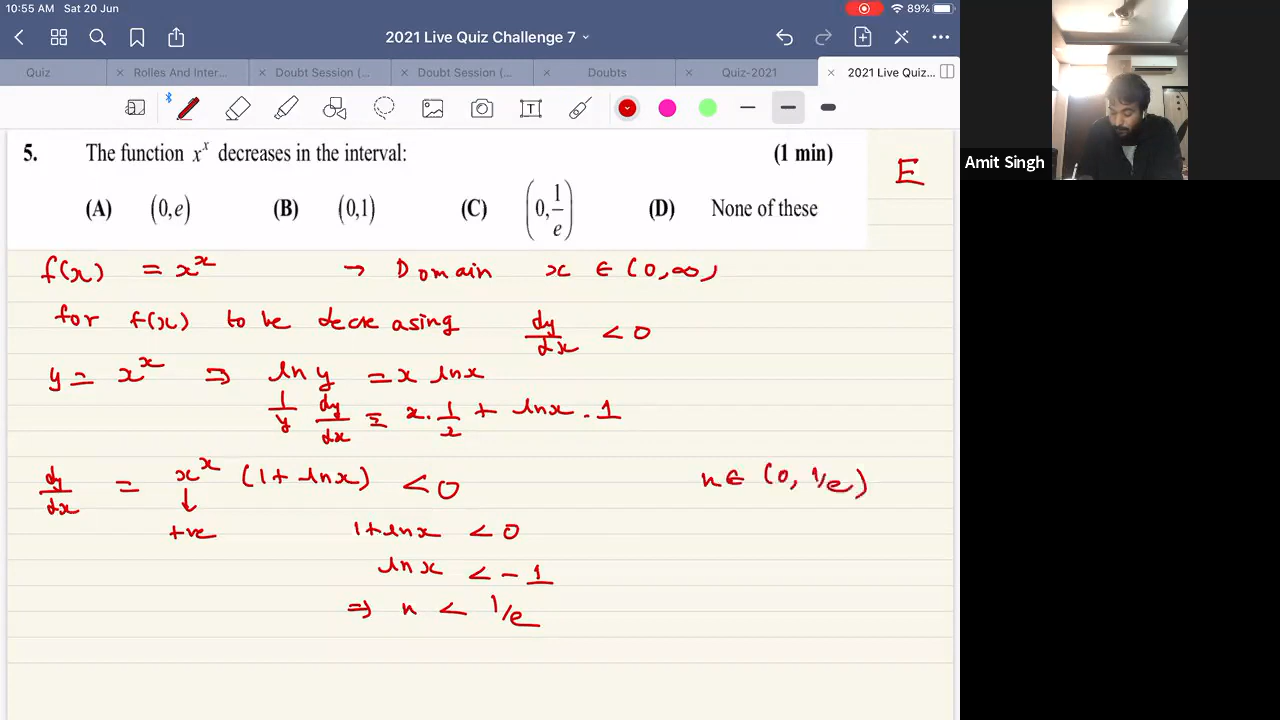 10:55 AM Sat 20 Jun 89%
2021 Live Quiz Challenge 7
Quiz
Rolles And Inter...
Doubt Session (...
Doubt Session (...
Doubts
Quiz-2021
2021 Live Quiz...
T
Amit Singh
5. The function x^x decreases in the interval: (1 min)
E
(A) (0,e) (B) (0,1) (C) (0, 1/e) (D) None of these
f(x) = x^x → Domain x ∈ (0,∞)
for f(x) to be decreasing dy/dx < 0
y = x^x ⇒ ln y = x ln x
1/y dy/dx = x · 1/x + ln x · 1
dy/dx = x^x (1 + ln x) < 0
x ∈ (0, 1/e)
↓
+ve
1 + ln x < 0
ln x < -1
⇒ x < 1/e